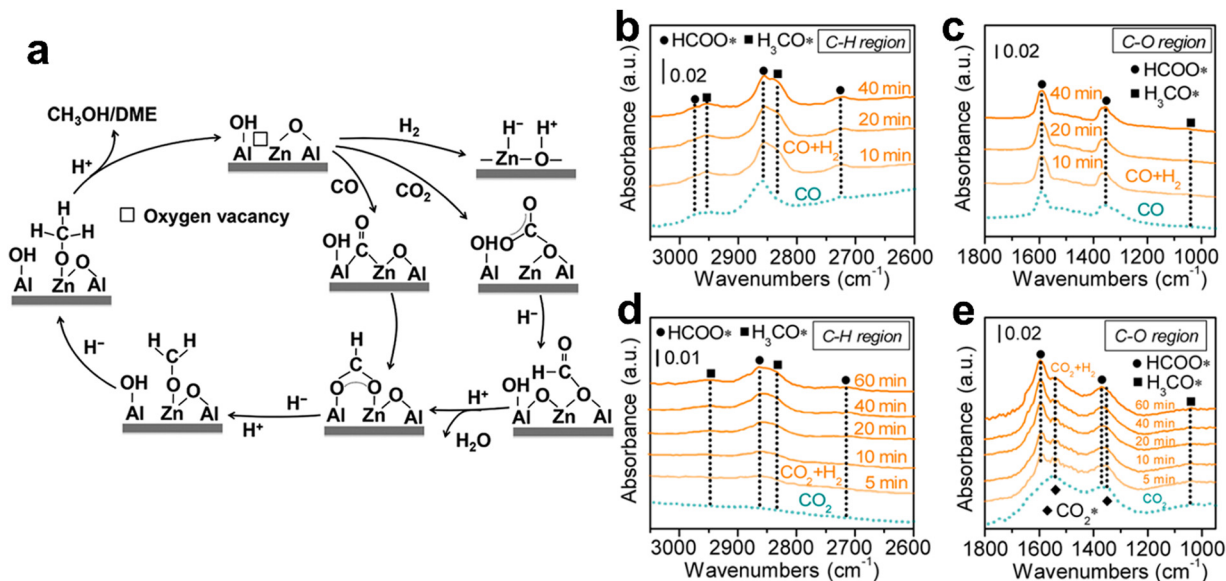 a
CH₃OH/DME
H⁺
OH
O
Al
Zn
Al
H₂
H⁻
H⁺
–Zn–O–
CO
CO₂
□ Oxygen vacancy
H
H
C
H
OH
O
O
Al
Zn
Al
O
OH
C
O
Al
Zn
Al
O
C
OH
O
O
O
Al
Zn
Al
H⁻
H⁻
H
H
C
OH
O
O
Al
Zn
Al
H⁻
H⁺
H
C
O
O
O
Al
Zn
Al
H⁺
H₂O
O
C
H
OH
O
O
O
Al
Zn
Al
b
● HCOO* ■ H₃CO*
C-H region
0.02
40 min
20 min
CO+H₂
10 min
CO
Absorbance (a.u.)
3000 2900 2800 2700 2600
Wavenumbers (cm⁻¹)
c
0.02
C-O region
● HCOO*
■ H₃CO*
40 min
20 min
10 min
CO+H₂
CO
Absorbance (a.u.)
1800 1600 1400 1200 1000
Wavenumbers (cm⁻¹)
d
● HCOO* ■ H₃CO*
C-H region
0.01
60 min
40 min
20 min
10 min
CO₂+H₂
5 min
CO₂
Absorbance (a.u.)
3000 2900 2800 2700 2600
Wavenumbers (cm⁻¹)
e
0.02
C-O region
● HCOO*
■ H₃CO*
CO₂+H₂
60 min
40 min
20 min
10 min
5 min
CO₂
◆ CO₂*
Absorbance (a.u.)
1800 1600 1400 1200 1000
Wavenumbers (cm⁻¹)